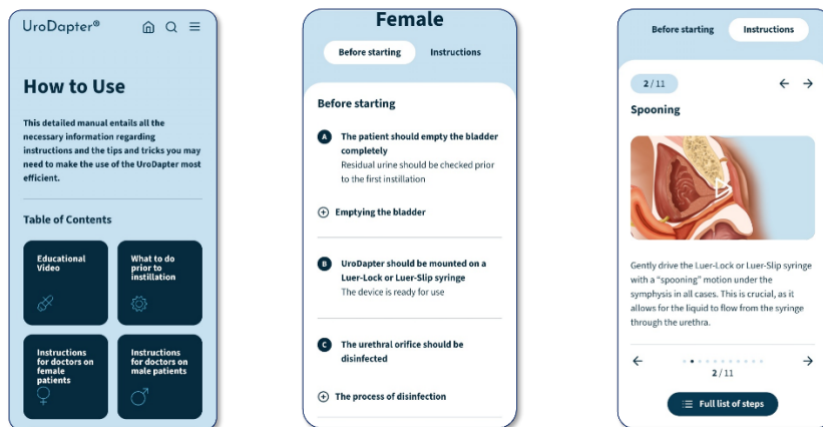 UroDapter®
How to Use
This detailed manual entails all the
necessary information regarding
instructions and the tips and tricks you may
need to make the use of the UroDapter most
efficient.
Table of Contents
Educational
Video
What to do
prior to
instillation
Instructions
for doctors on
female
patients
Instructions
for doctors on
male patients
Female
Before starting
Instructions
Before starting
A
The patient should empty the bladder
completely
Residual urine should be checked prior
to the first instillation
Emptying the bladder
B
UroDapter should be mounted on a
Luer-Lock or Luer-Slip syringe
The device is ready for use
C
The urethral orifice should be
disinfected
The process of disinfection
Before starting
Instructions
2 / 11
Spooning
Gently drive the Luer-Lock or Luer-Slip syringe
with a "spooning" motion under the
symphysis in all cases. This is crucial, as it
allows for the liquid to flow from the syringe
through the urethra.
2 / 11
Full list of steps